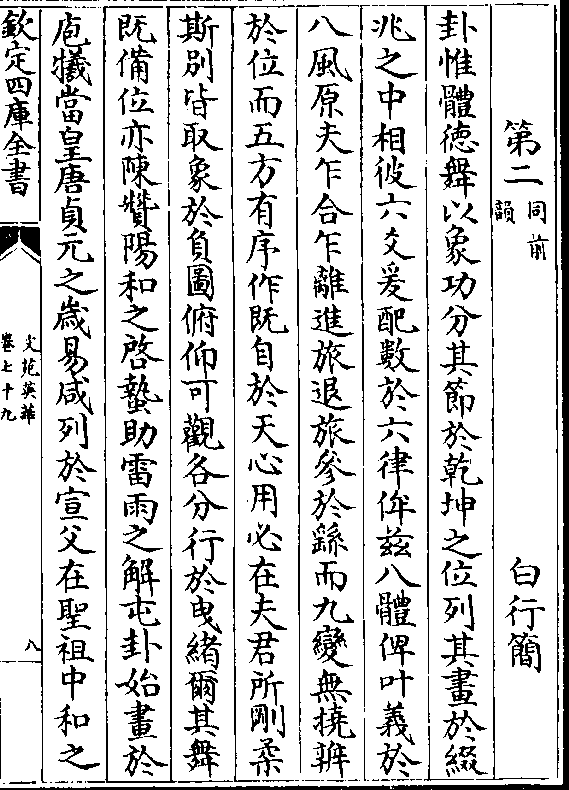 第二 同前韻 白行簡
卦惟體德舞以象功分其節於乾坤之位列其畫於綴
兆之中相彼六爻爰配數於六律侔兹八體俾叶義於
八風原夫乍合乍離進旅退旅參於繇而九變無撓辨
於位而五方有序作旣自於天心用必在夫君所剛柔
斯別皆取象於負圖俯仰可觀各分行於曳緒爾其舞
旣備位亦陳贊陽和之啓蟄助雷雨之解屯卦始畫於
庖犧當皇唐貞元之歳易咸列於宣父在聖祖中和之
欽定四庫全書
文苑英華
卷七十九
八